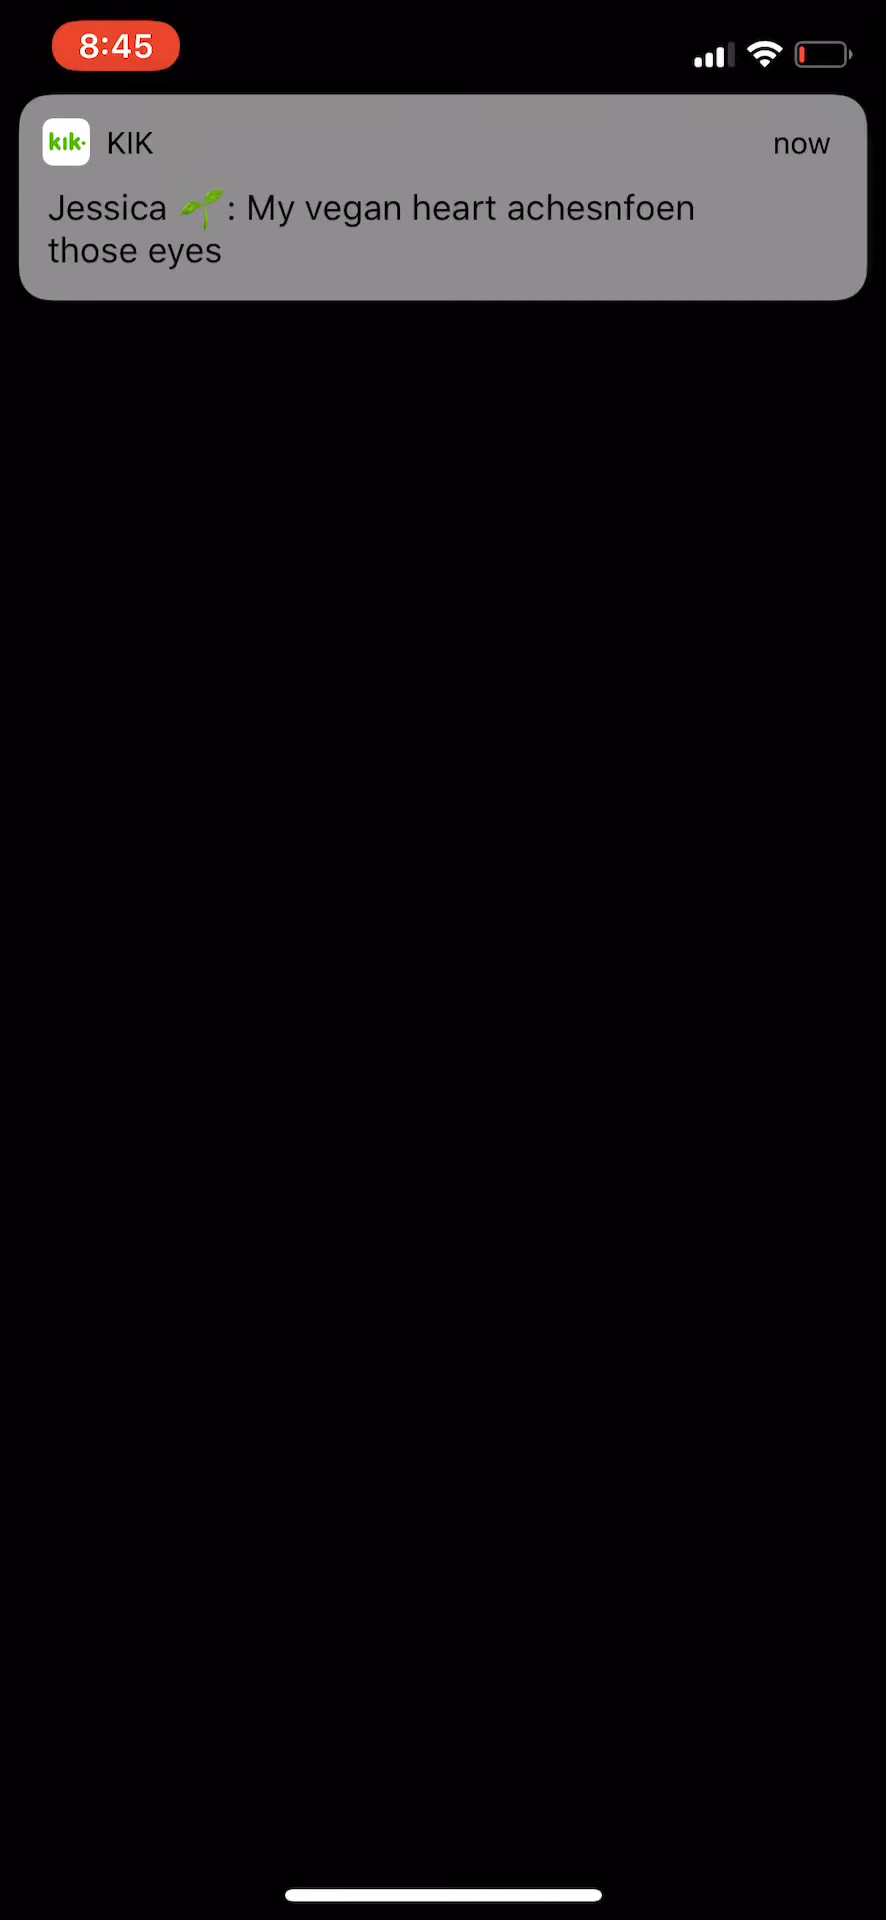 8:45
kik·
KIK
now
Jessica 🌱: My vegan heart achesnfoen
those eyes